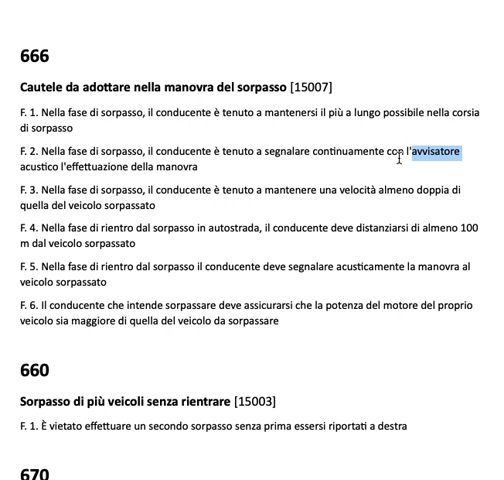 666
Cautele da adottare nella manovra del sorpasso [15007]
F. 1. Nella fase di sorpasso, il conducente è tenuto a mantenersi il più a lungo possibile nella corsia
di sorpasso
F. 2. Nella fase di sorpasso, il conducente è tenuto a segnalare continuamente con l'avvisatore
acustico l'effettuazione della manovra
F. 3. Nella fase di sorpasso, il conducente è tenuto a mantenere una velocità almeno doppia di
quella del veicolo sorpassato
F. 4. Nella fase di rientro dal sorpasso in autostrada, il conducente deve distanziarsi di almeno 100
m dal veicolo sorpassato
F. 5. Nella fase di rientro dal sorpasso il conducente deve segnalare acusticamente la manovra al
veicolo sorpassato
F. 6. Il conducente che intende sorpassare deve assicurarsi che la potenza del motore del proprio
veicolo sia maggiore di quella del veicolo da sorpassare
660
Sorpasso di più veicoli senza rientrare [15003]
F. 1. È vietato effettuare un secondo sorpasso senza prima essersi riportati a destra
670